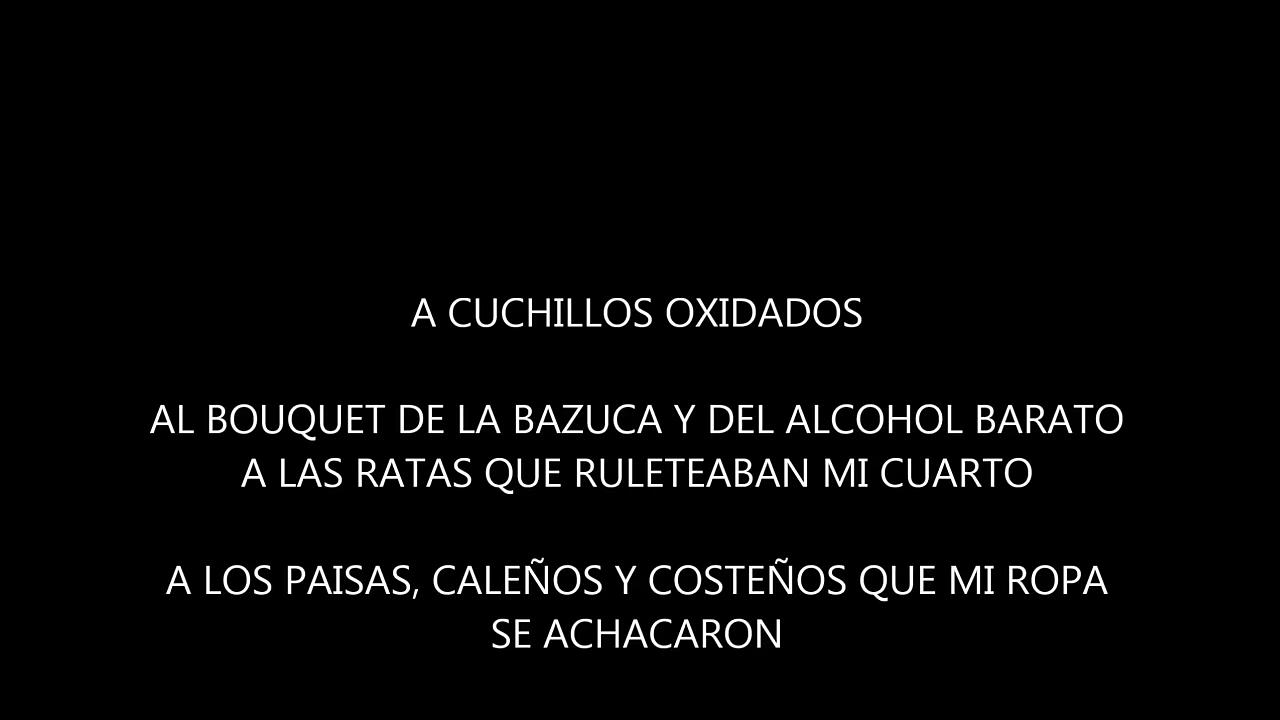 A CUCHILLOS OXIDADOS
AL BOUQUET DE LA BAZUCA Y DEL ALCOHOL BARATO
A LAS RATAS QUE RULETEABAN MI CUARTO
A LOS PAISAS, CALEÑOS Y COSTEÑOS QUE MI ROPA
SE ACHACARON